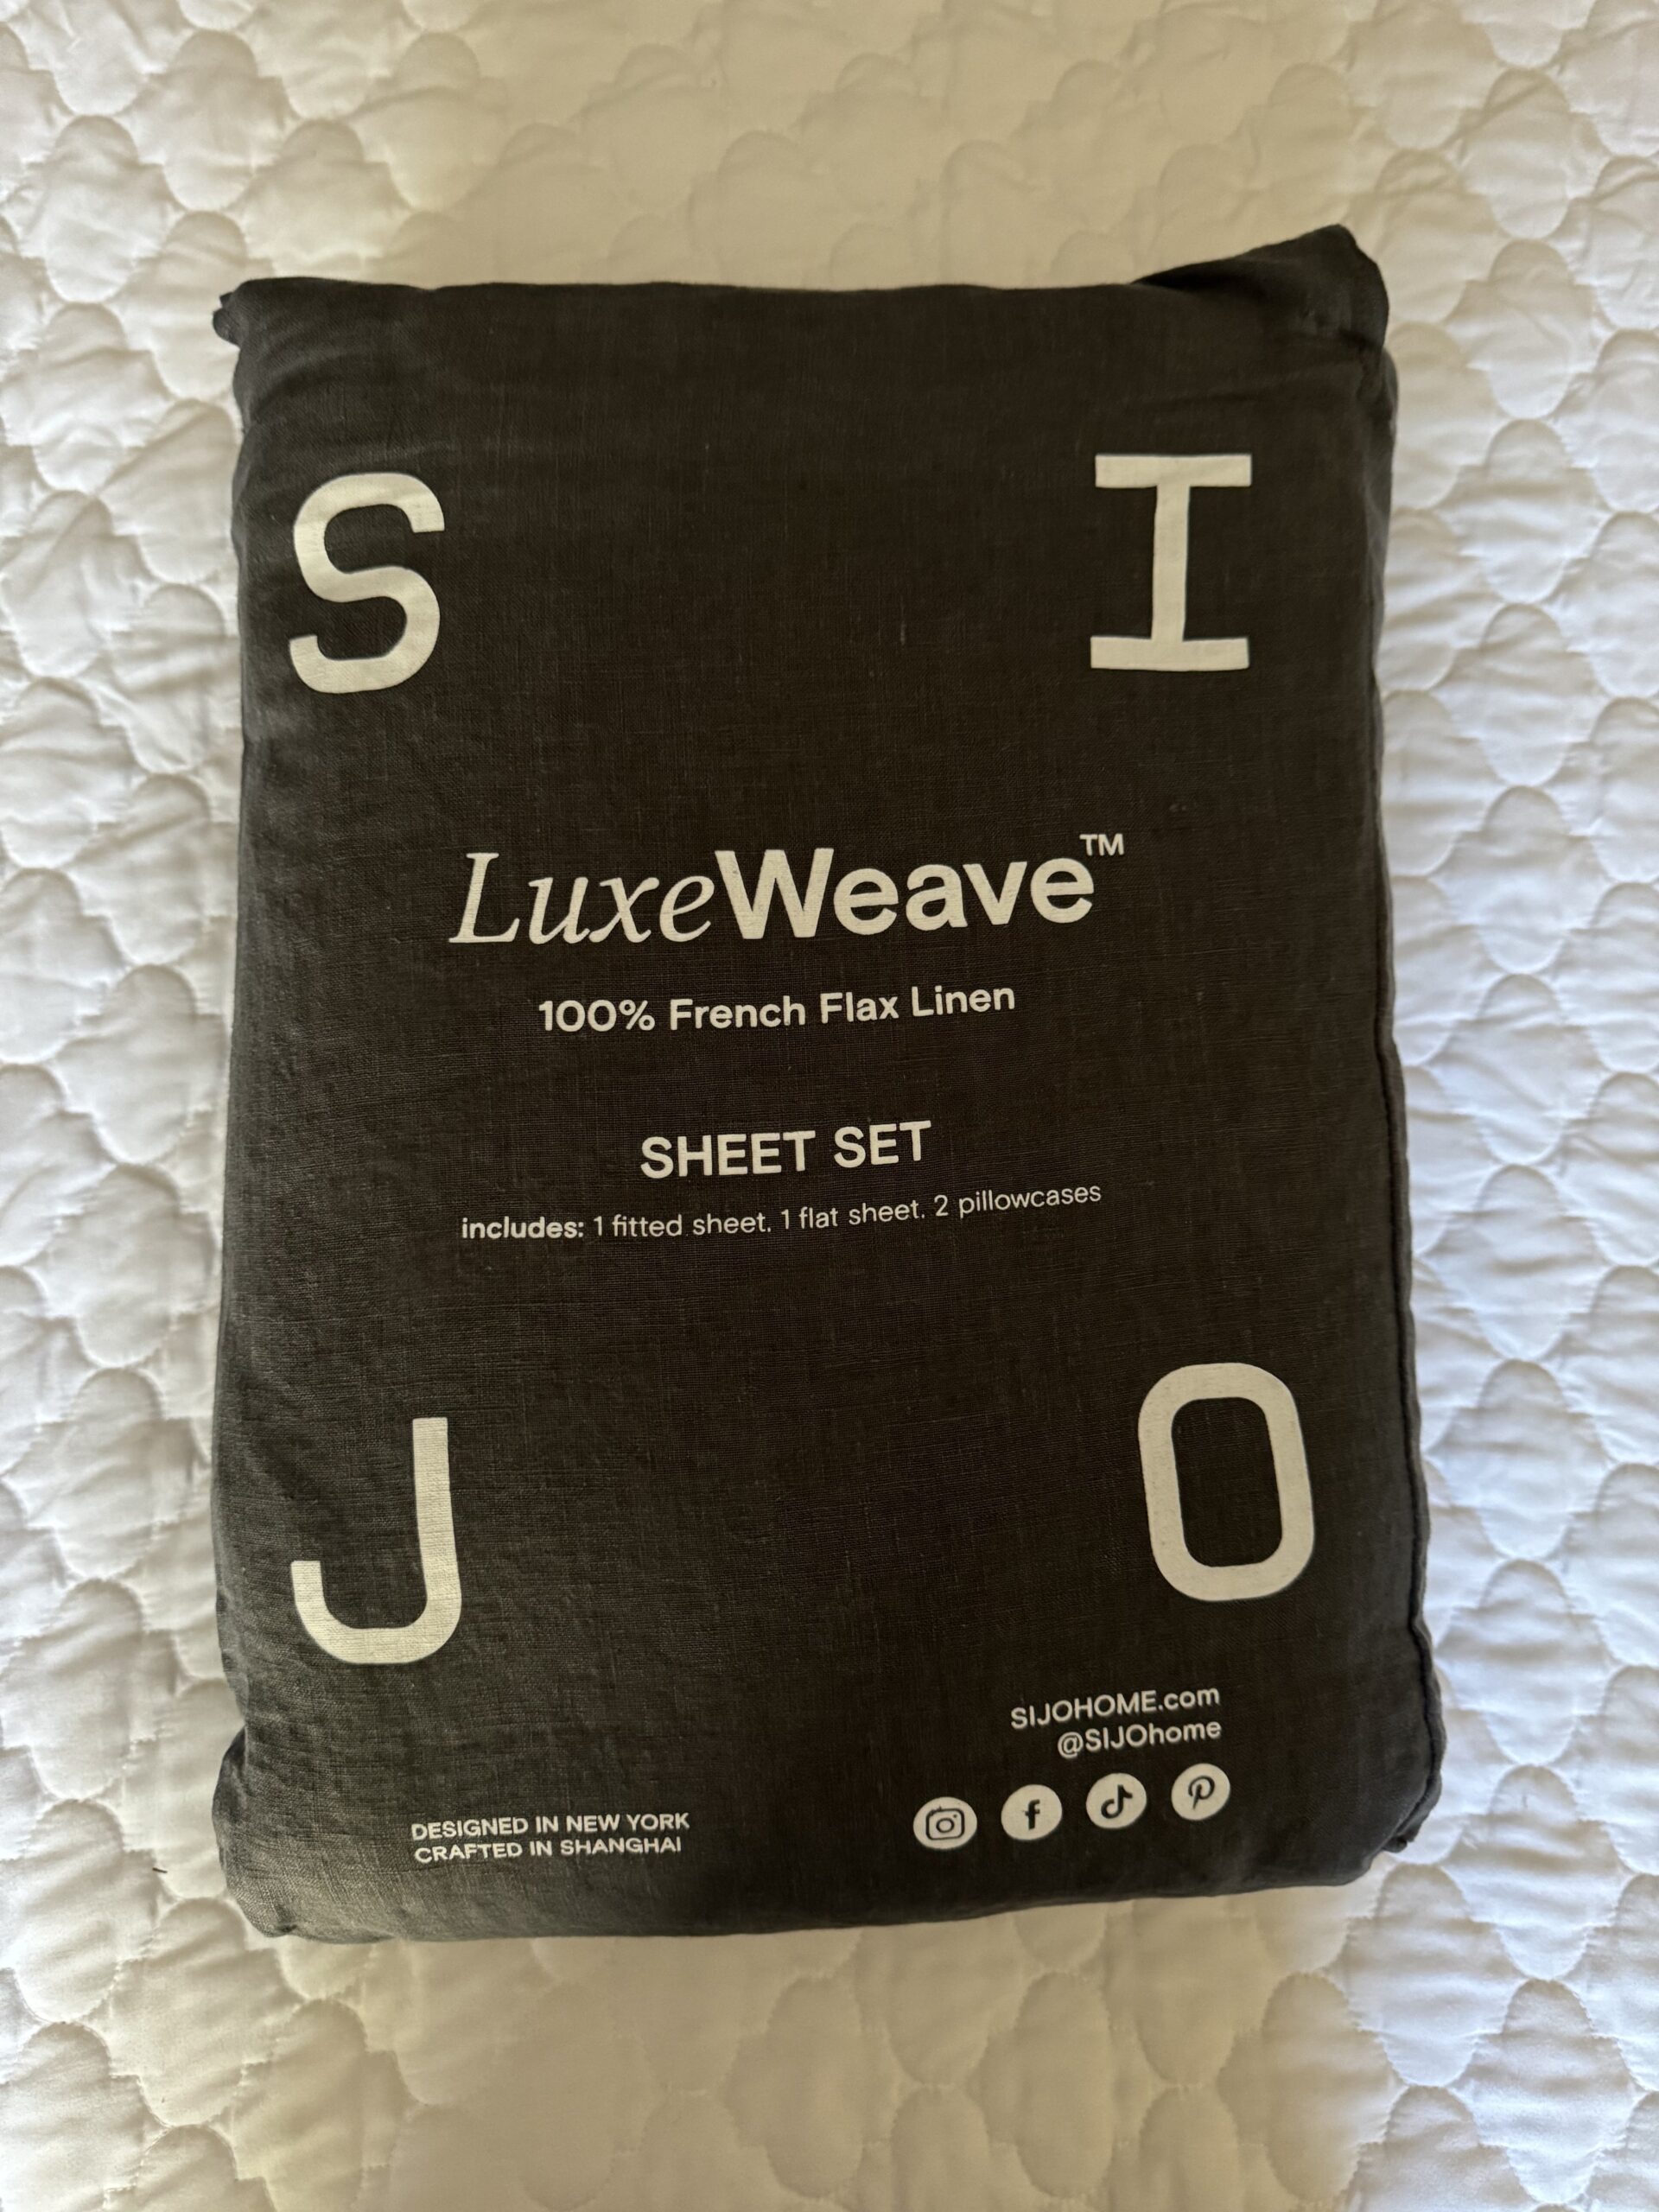 S I
LuxeWeave™
100% French Flax Linen
SHEET SET
includes: 1 fitted sheet. 1 flat sheet. 2 pillowcases
J O
SIJOHOME.com
@SIJOhome
DESIGNED IN NEW YORK
CRAFTED IN SHANGHAI